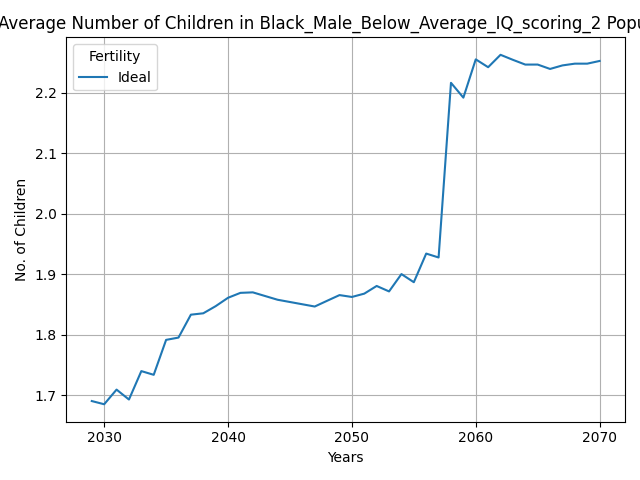 Average Number of Children in Black_Male_Below_Average_IQ_scoring_2 Popu
Fertility
Ideal
2.2
2.1
2.0
1.9
1.8
1.7
No. of Children
2030 2040 2050 2060 2070
Years